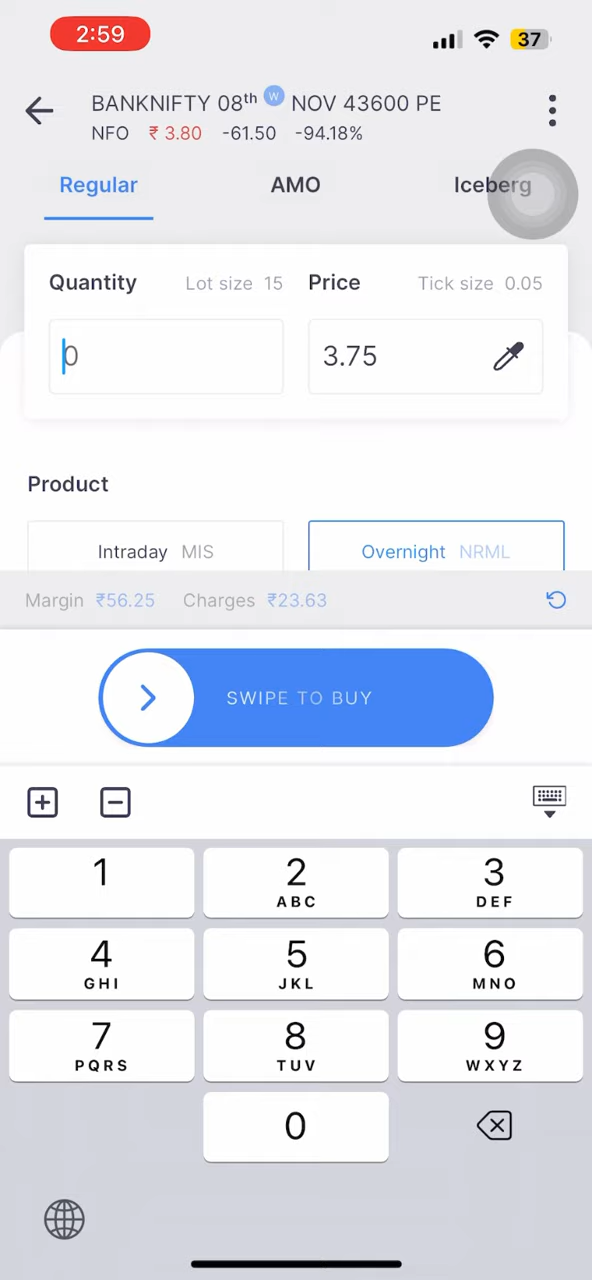 2:59
37
BANKNIFTY 08th W NOV 43600 PE
NFO ₹ 3.80 -61.50 -94.18%
Regular AMO Iceberg
Quantity Lot size 15 Price Tick size 0.05
0 3.75
Product
Intraday MIS Overnight NRML
Margin ₹56.25 Charges ₹23.63
SWIPE TO BUY
1 2 3
ABC DEF
4 5 6
GHI JKL MNO
7 8 9
PQRS TUV WXYZ
0